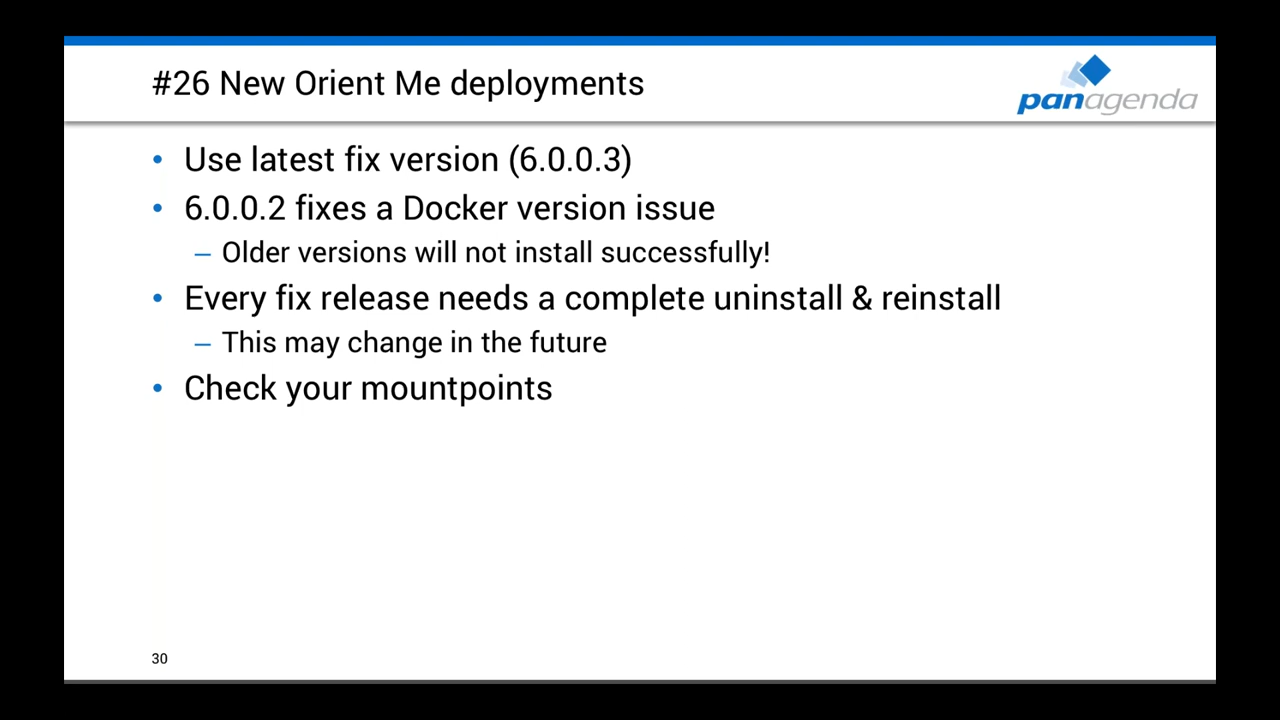 #26 New Orient Me deployments
panagenda
• Use latest fix version (6.0.0.3)
• 6.0.0.2 fixes a Docker version issue
– Older versions will not install successfully!
• Every fix release needs a complete uninstall & reinstall
– This may change in the future
• Check your mountpoints
30